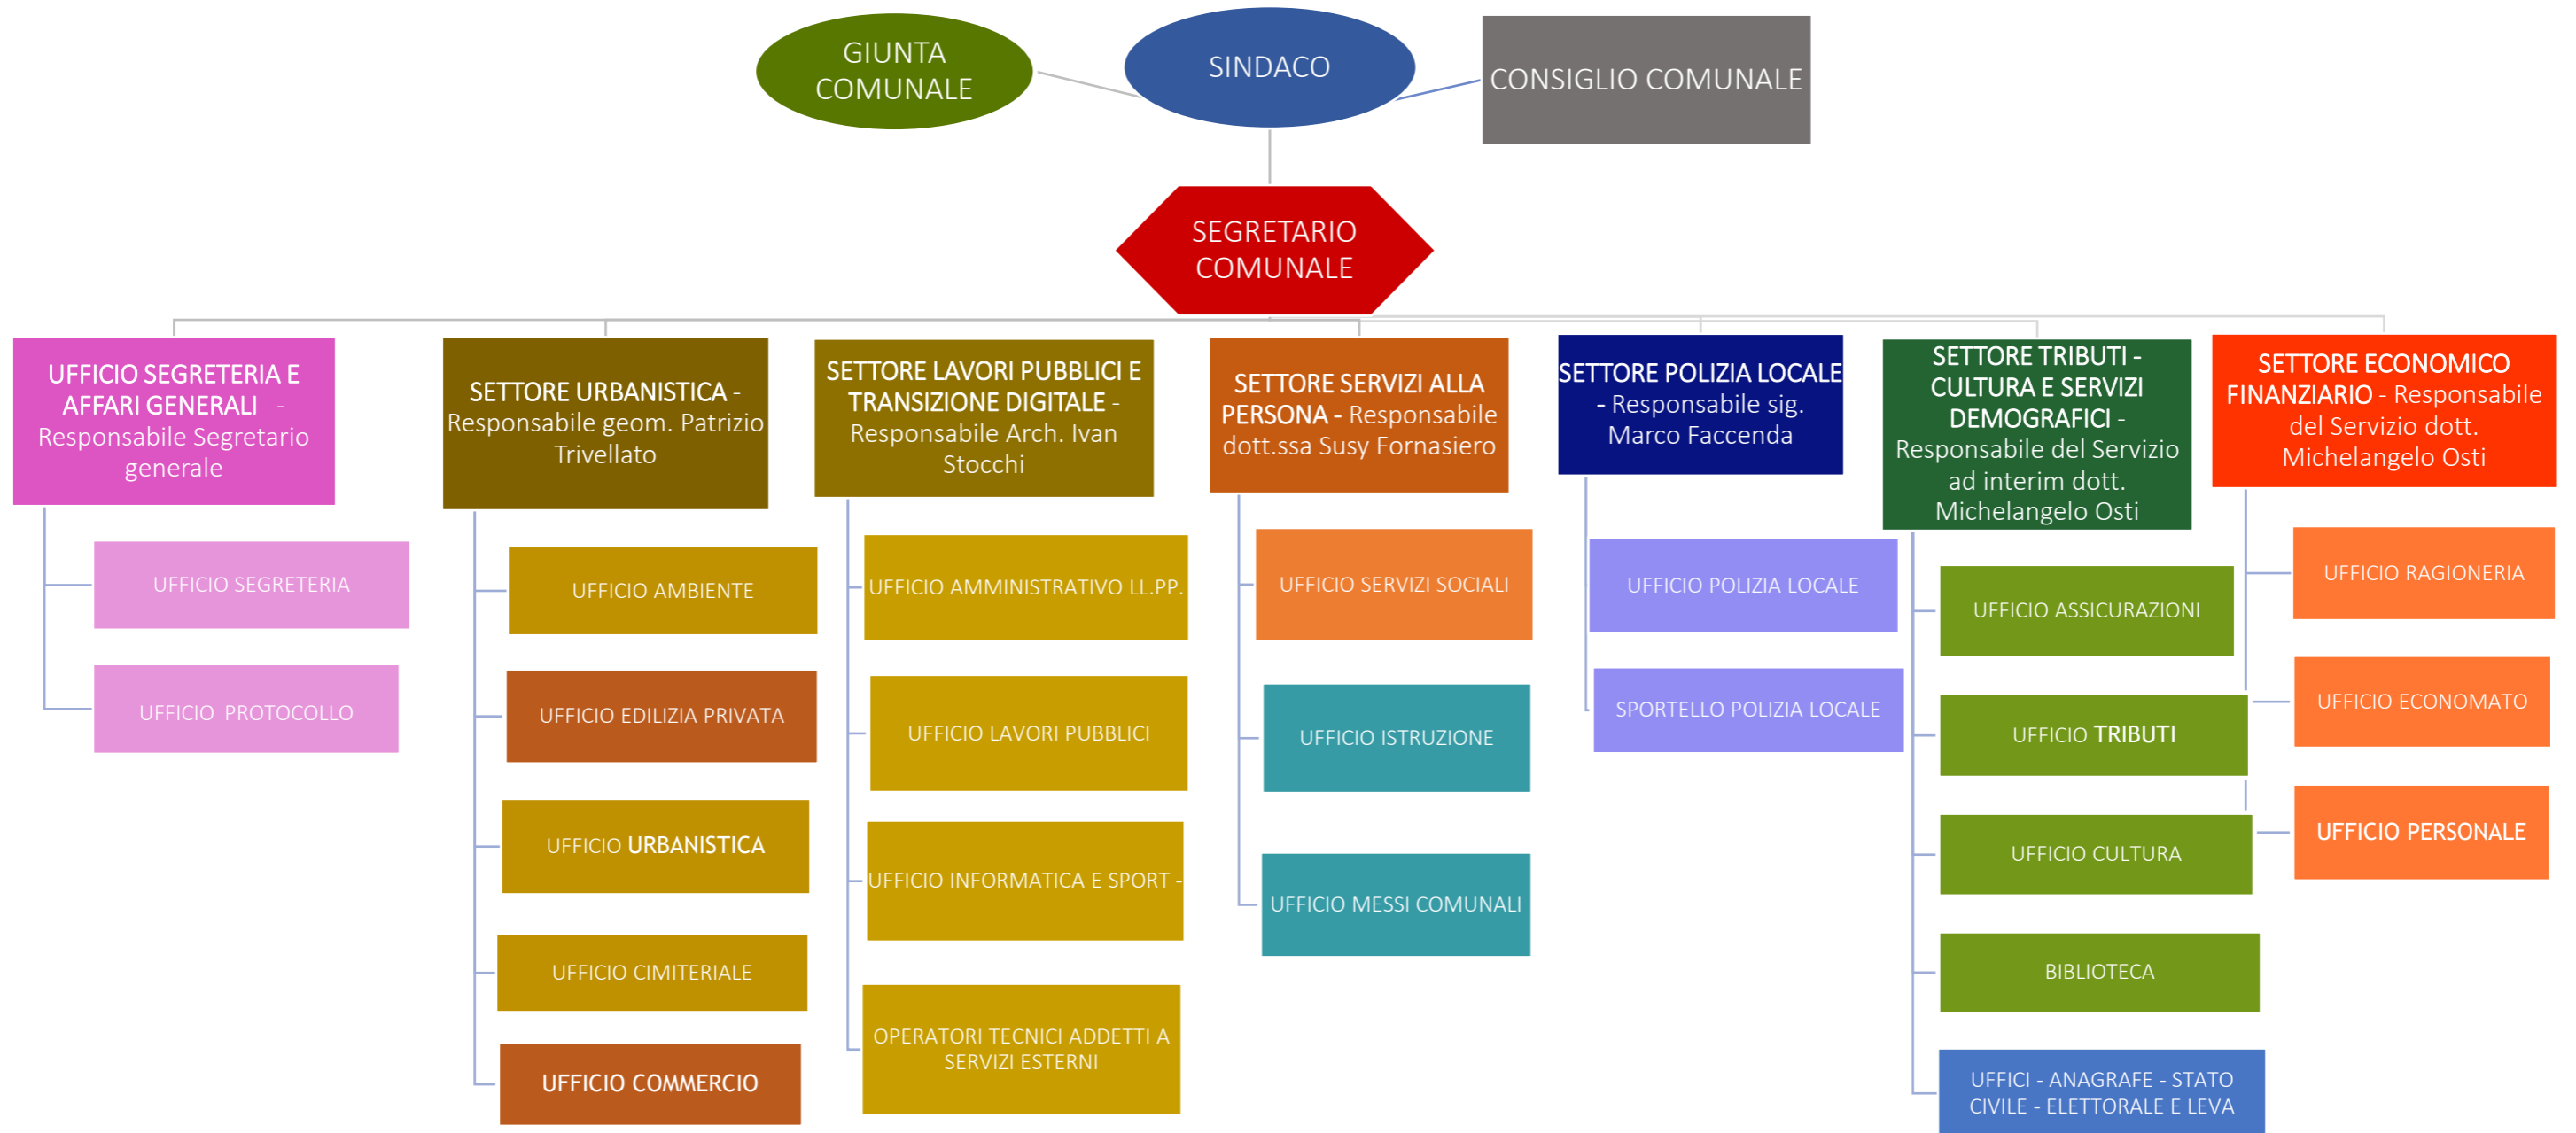 GIUNTA
COMUNALE
SINDACO
CONSIGLIO COMUNALE
SEGRETARIO
COMUNALE
UFFICIO SEGRETERIA E
AFFARI GENERALI -
Responsabile Segretario
generale
UFFICIO SEGRETERIA
UFFICIO PROTOCOLLO
SETTORE URBANISTICA -
Responsabile geom. Patrizio
Trivellato
UFFICIO AMBIENTE
UFFICIO EDILIZIA PRIVATA
UFFICIO URBANISTICA
UFFICIO CIMITERIALE
UFFICIO COMMERCIO
SETTORE LAVORI PUBBLICI E
TRANSIZIONE DIGITALE -
Responsabile Arch. Ivan
Stocchi
UFFICIO AMMINISTRATIVO LL.PP.
UFFICIO LAVORI PUBBLICI
UFFICIO INFORMATICA E SPORT -
OPERATORI TECNICI ADDETTI A
SERVIZI ESTERNI
SETTORE SERVIZI ALLA
PERSONA - Responsabile
dott.ssa Susy Fornasiero
UFFICIO SERVIZI SOCIALI
UFFICIO ISTRUZIONE
UFFICIO MESSI COMUNALI
SETTORE POLIZIA LOCALE
- Responsabile sig.
Marco Faccenda
UFFICIO POLIZIA LOCALE
SPORTELLO POLIZIA LOCALE
SETTORE TRIBUTI -
CULTURA E SERVIZI
DEMOGRAFICI -
Responsabile del Servizio
ad interim dott.
Michelangelo Osti
UFFICIO ASSICURAZIONI
UFFICIO TRIBUTI
UFFICIO CULTURA
BIBLIOTECA
UFFICI - ANAGRAFE - STATO
CIVILE - ELETTORALE E LEVA
SETTORE ECONOMICO
FINANZIARIO - Responsabile
del Servizio dott.
Michelangelo Osti
UFFICIO RAGIONERIA
UFFICIO ECONOMATO
UFFICIO PERSONALE